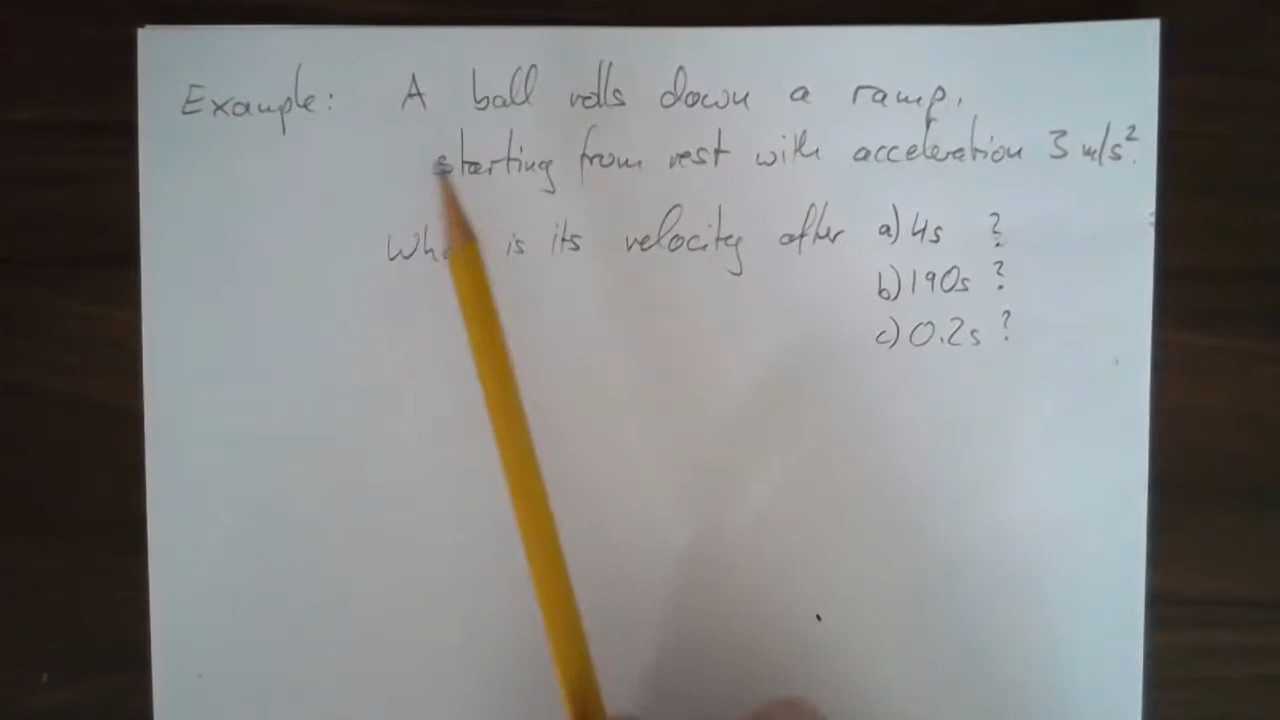 Example: A ball rolls down a ramp,
starting from rest with acceleration 3 m/s².
is its velocity after a) 4s ?
b) 190s ?
c) 0.2s ?